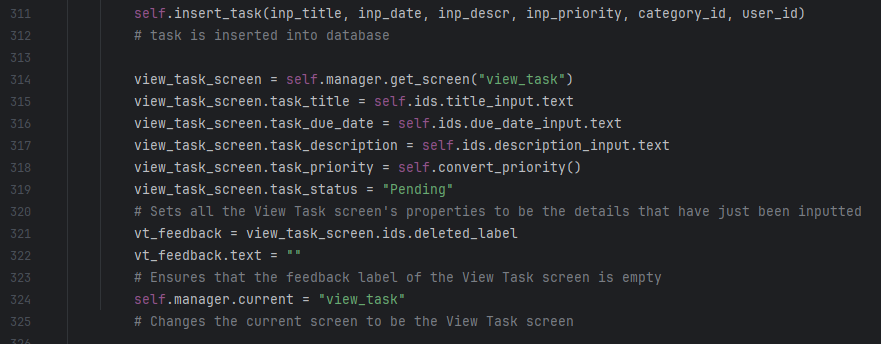 311 self.insert_task(inp_title, inp_date, inp_descr, inp_priority, category_id, user_id)
312 # task is inserted into database
313
314 view_task_screen = self.manager.get_screen("view_task")
315 view_task_screen.task_title = self.ids.title_input.text
316 view_task_screen.task_due_date = self.ids.due_date_input.text
317 view_task_screen.task_description = self.ids.description_input.text
318 view_task_screen.task_priority = self.convert_priority()
319 view_task_screen.task_status = "Pending"
320 # Sets all the View Task screen's properties to be the details that have just been inputted
321 vt_feedback = view_task_screen.ids.deleted_label
322 vt_feedback.text = ""
323 # Ensures that the feedback label of the View Task screen is empty
324 self.manager.current = "view_task"
325 # Changes the current screen to be the View Task screen
326